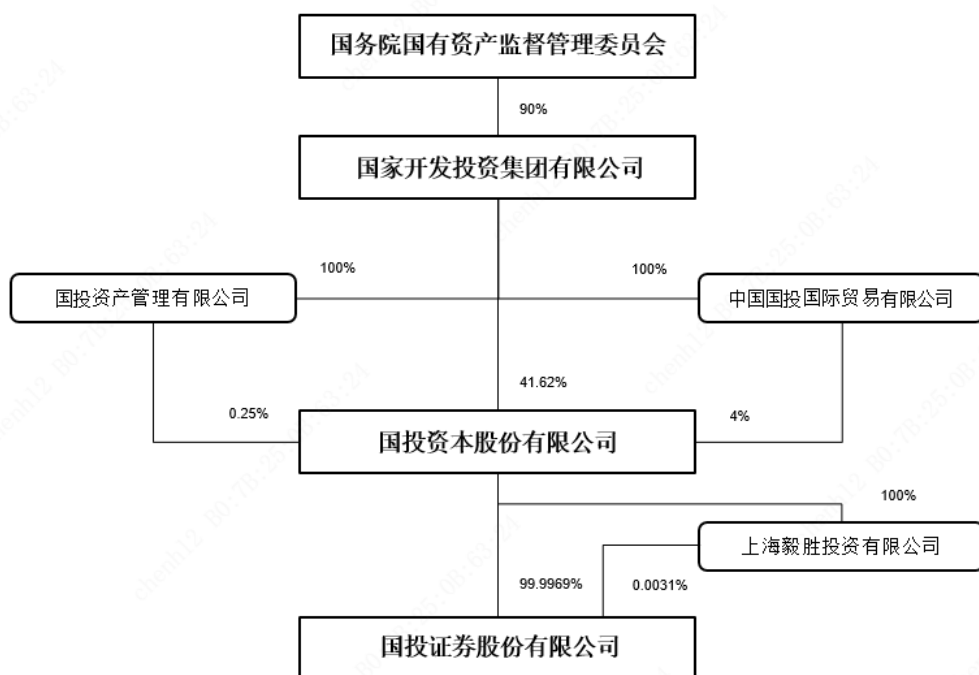 国务院国有资产监督管理委员会
90%
国家开发投资集团有限公司
100%
100%
国投资产管理有限公司
中国国投国际贸易有限公司
41.62%
0.25%
4%
国投资本股份有限公司
100%
上海毅胜投资有限公司
99.9969%
0.0031%
国投证券股份有限公司